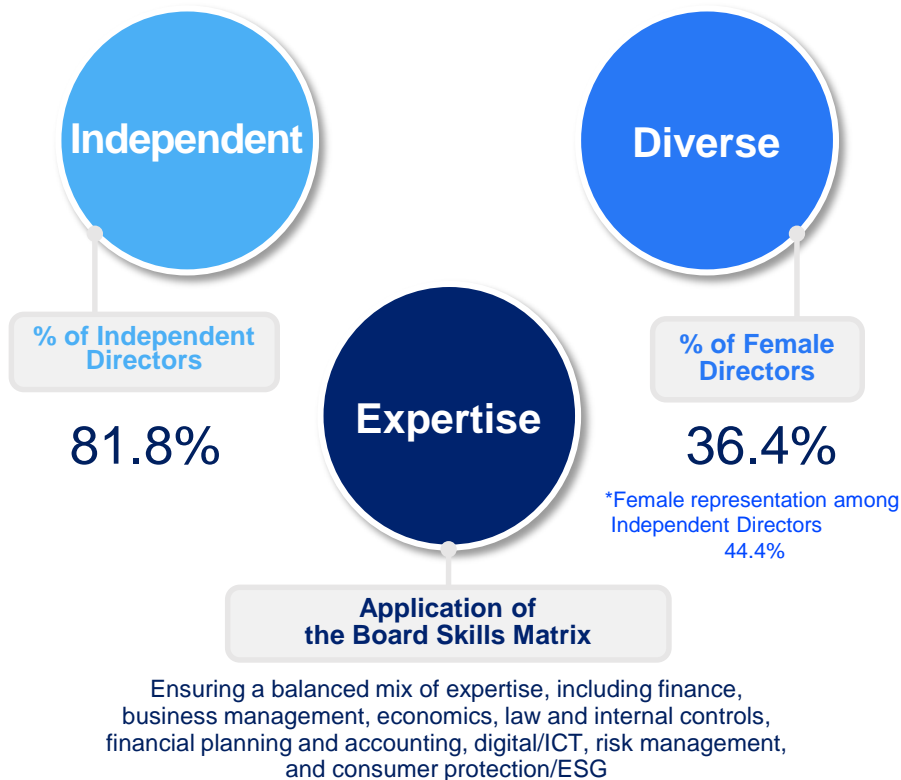 Independent
Diverse
% of Independent
Directors
81.8%
% of Female
Directors
36.4%
*Female representation among
Independent Directors
44.4%
Expertise
Application of
the Board Skills Matrix
Ensuring a balanced mix of expertise, including finance,
business management, economics, law and internal controls,
financial planning and accounting, digital/ICT, risk management,
and consumer protection/ESG